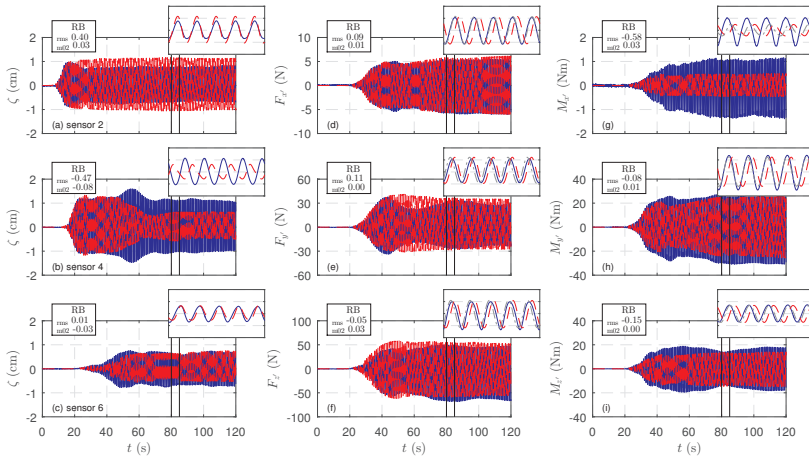 RB
rms 0.40
m02 0.03
2
1
0
-1
-2
ζ (cm)
(a) sensor 2
RB
rms 0.09
m02 0.01
10
5
0
-5
-10
F_x′ (N)
(d)
RB
rms -0.58
m02 0.03
2
1
0
-1
-2
M_x′ (Nm)
(g)
RB
rms -0.47
m02 -0.08
2
1
0
-1
-2
ζ (cm)
(b) sensor 4
RB
rms 0.11
m02 0.00
60
30
0
-30
-60
F_y′ (N)
(e)
RB
rms -0.08
m02 0.01
40
20
0
-20
-40
M_y′ (Nm)
(h)
RB
rms 0.01
m02 -0.03
2
1
0
-1
-2
ζ (cm)
(c) sensor 6
0 20 40 60 80 100 120
t (s)
RB
rms -0.05
m02 0.03
100
50
0
-50
-100
F_z′ (N)
(f)
0 20 40 60 80 100 120
t (s)
RB
rms -0.15
m02 0.00
40
20
0
-20
-40
M_z′ (Nm)
(i)
0 20 40 60 80 100 120
t (s)